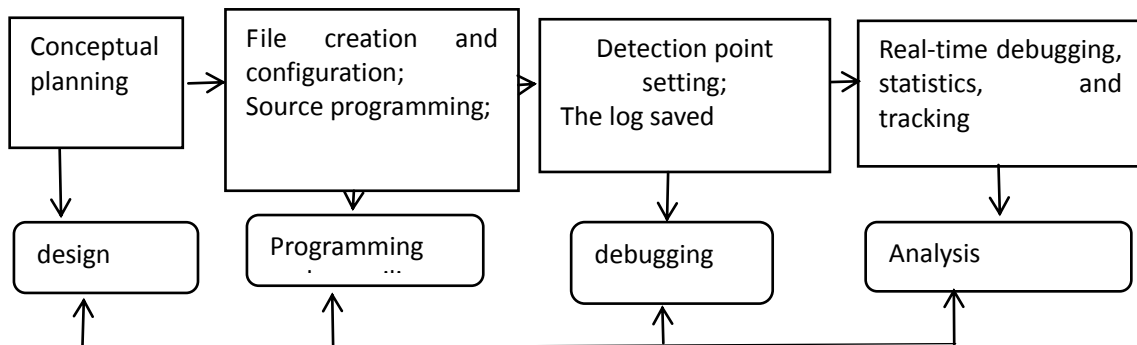 Conceptual
planning
File creation and
configuration;
Source programming;
Detection point
setting;
The log saved
Real-time debugging,
statistics, and
tracking
design
Programming
debugging
Analysis